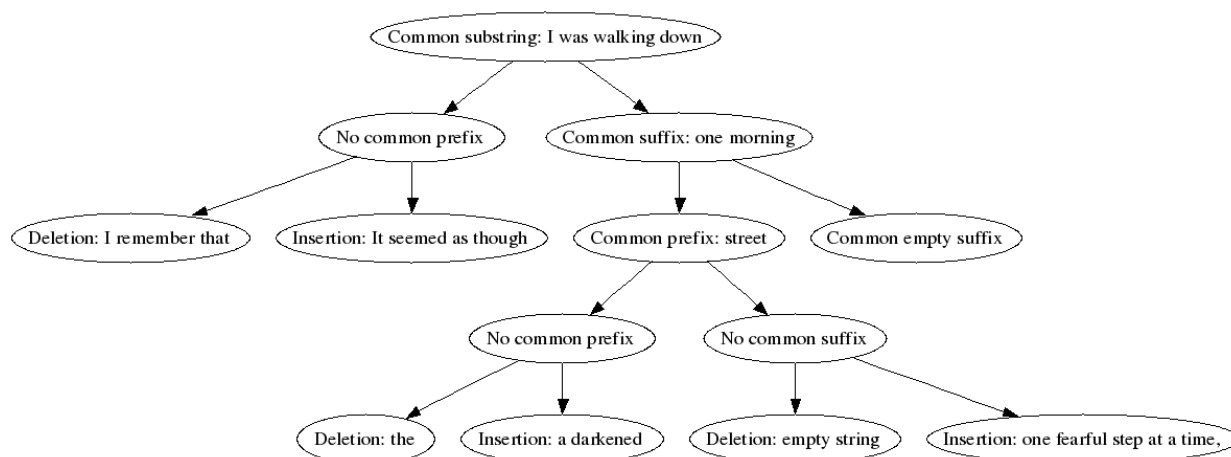 Common substring: I was walking down
No common prefix
Common suffix: one morning
Deletion: I remember that
Insertion: It seemed as though
Common prefix: street
Common empty suffix
No common prefix
No common suffix
Deletion: the
Insertion: a darkened
Deletion: empty string
Insertion: one fearful step at a time,